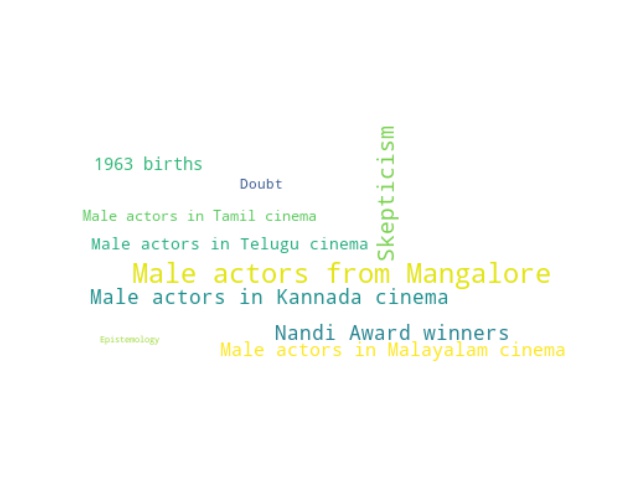 1963 births
Doubt
Skepticism
Male actors in Tamil cinema
Male actors in Telugu cinema
Male actors from Mangalore
Male actors in Kannada cinema
Nandi Award winners
Epistemology
Male actors in Malayalam cinema